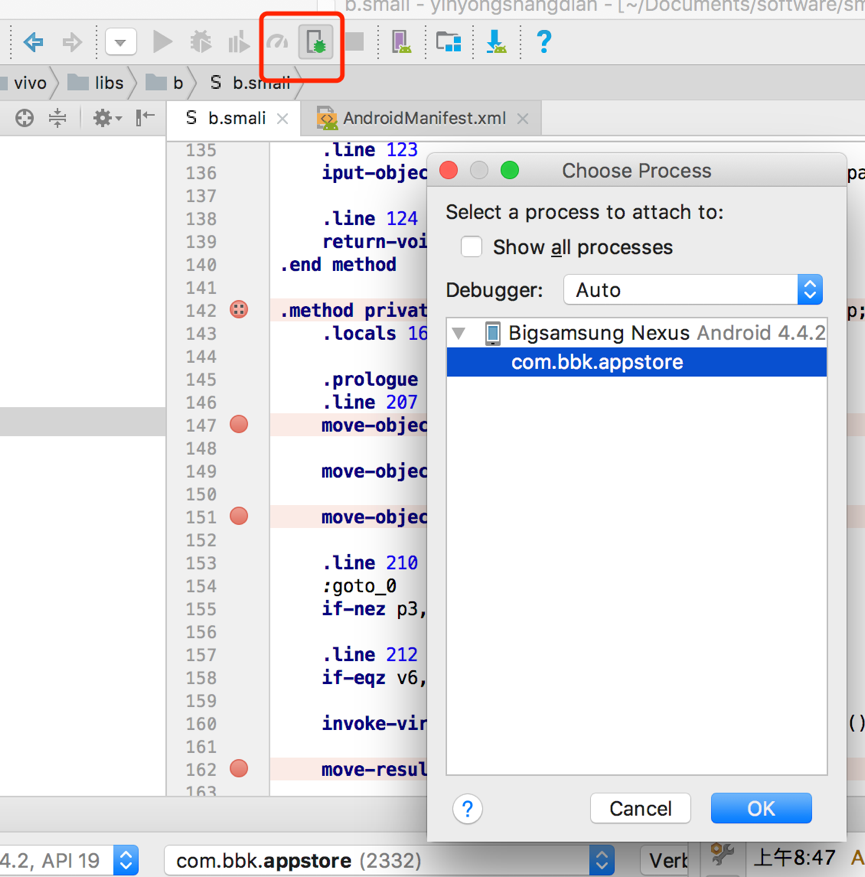 b.smali - yinyongshangdian - [~/Documents/software/sm
?
vivo libs b S b.smali
S b.smali AndroidManifest.xml
135 .line 123
136 iput-objec pa
137
138 .line 124
139 return-voi
140 .end method
141
142 .method privat p;
143 .locals 16
144
145 .prologue
146 .line 207
147 move-objec
148
149 move-objec
150
151 move-objec
152
153 .line 210
154 :goto_0
155 if-nez p3,
156
157 .line 212
158 if-eqz v6,
159
160 invoke-vir ()
161
162 move-resul
163
Choose Process
Select a process to attach to:
Show all processes
Debugger: Auto
Bigsamsung Nexus Android 4.4.2
com.bbk.appstore
? Cancel OK
4.2, API 19 com.bbk.appstore (2332) Verb 上午8:47 A